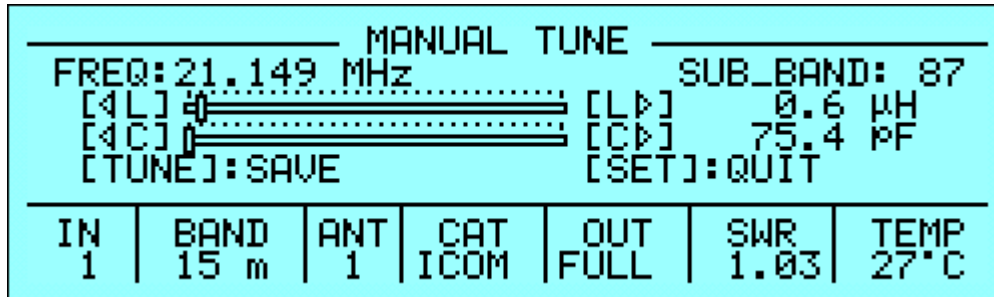 MANUAL TUNE
FREQ:21.149 MHz SUB_BAND: 87
[◁L] [L▷] 0.6 µH
[◁C] [C▷] 75.4 pF
[TUNE]:SAVE [SET]:QUIT
IN BAND ANT CAT OUT SWR TEMP
1 15 m 1 ICOM FULL 1.03 27°C